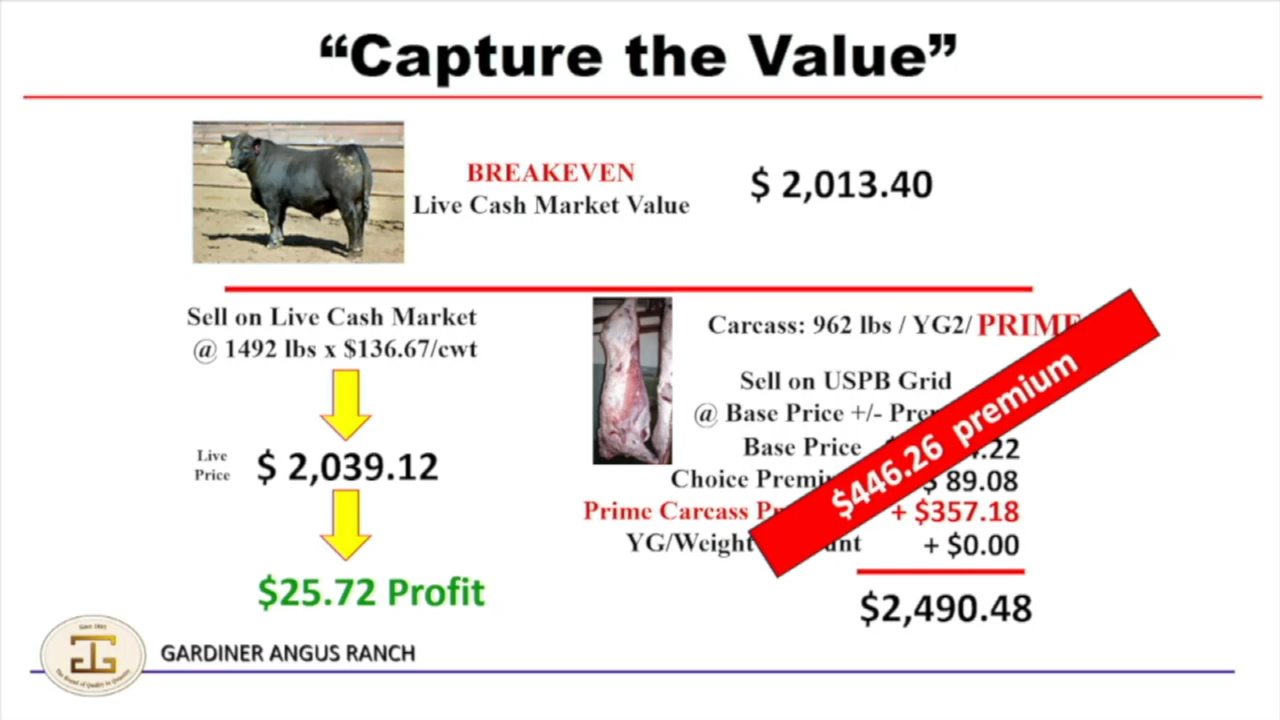 “Capture the Value”
BREAKEVEN
Live Cash Market Value
$ 2,013.40
Sell on Live Cash Market
@ 1492 lbs x $136.67/cwt
Live
Price
$ 2,039.12
$25.72 Profit
Carcass: 962 lbs / YG2/ PRIME
Sell on USPB Grid
@ Base Price +/-
Base Price
Choice
$ 89.08
Prime Carcass
+ $357.18
YG/Weight
+ $0.00
$446.26 premium
$2,490.48
Since 1885
GARDINER ANGUS RANCH